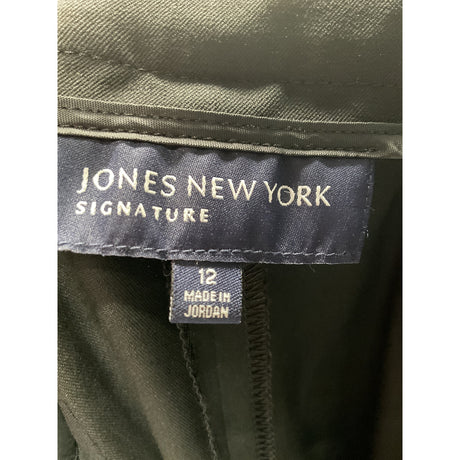 JONES NEW YORK
SIGNATURE
12
MADE IN
JORDAN